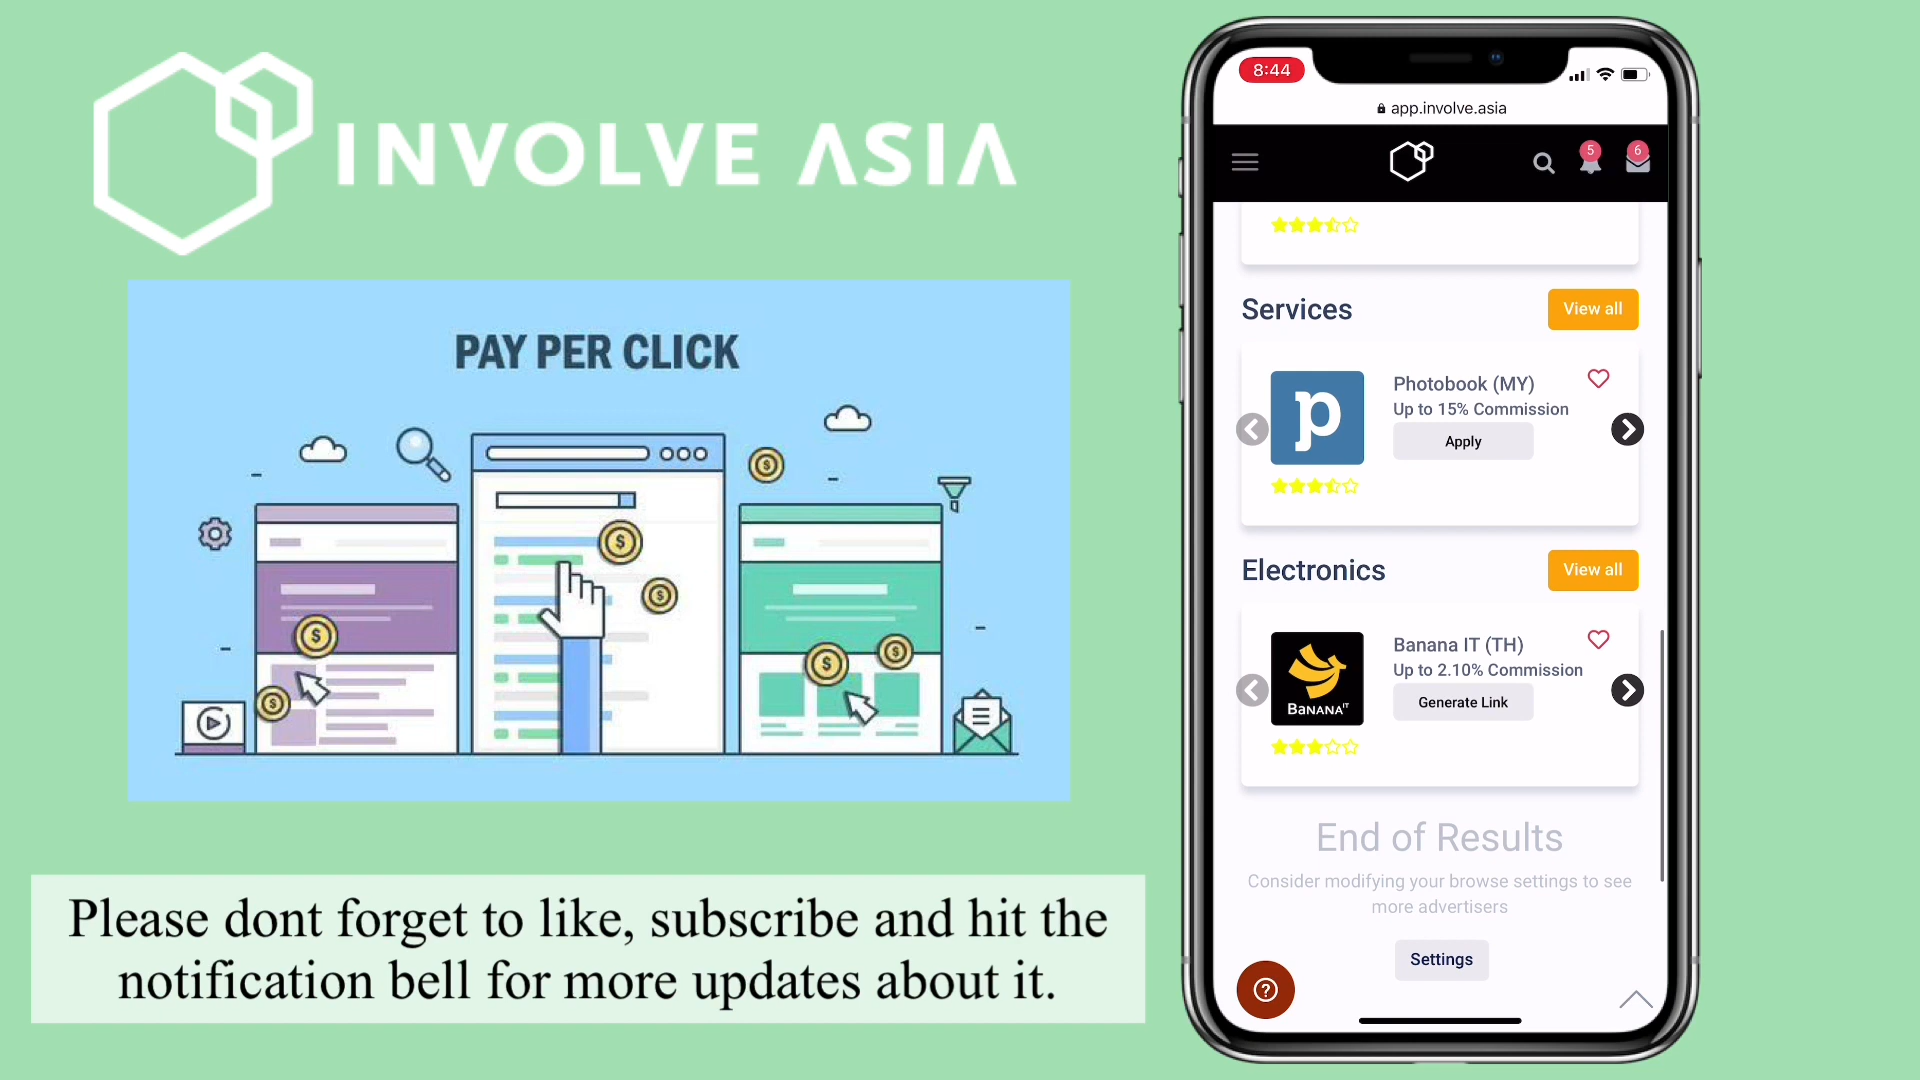 INVOLVE ASIA
PAY PER CLICK
Please dont forget to like, subscribe and hit the
notification bell for more updates about it.
8:44
app.involve.asia
5
6
Services
View all
p
Photobook (MY)
Up to 15% Commission
Apply
Electronics
View all
BANANA IT
Banana IT (TH)
Up to 2.10% Commission
Generate Link
End of Results
Consider modifying your browse settings to see
more advertisers
Settings